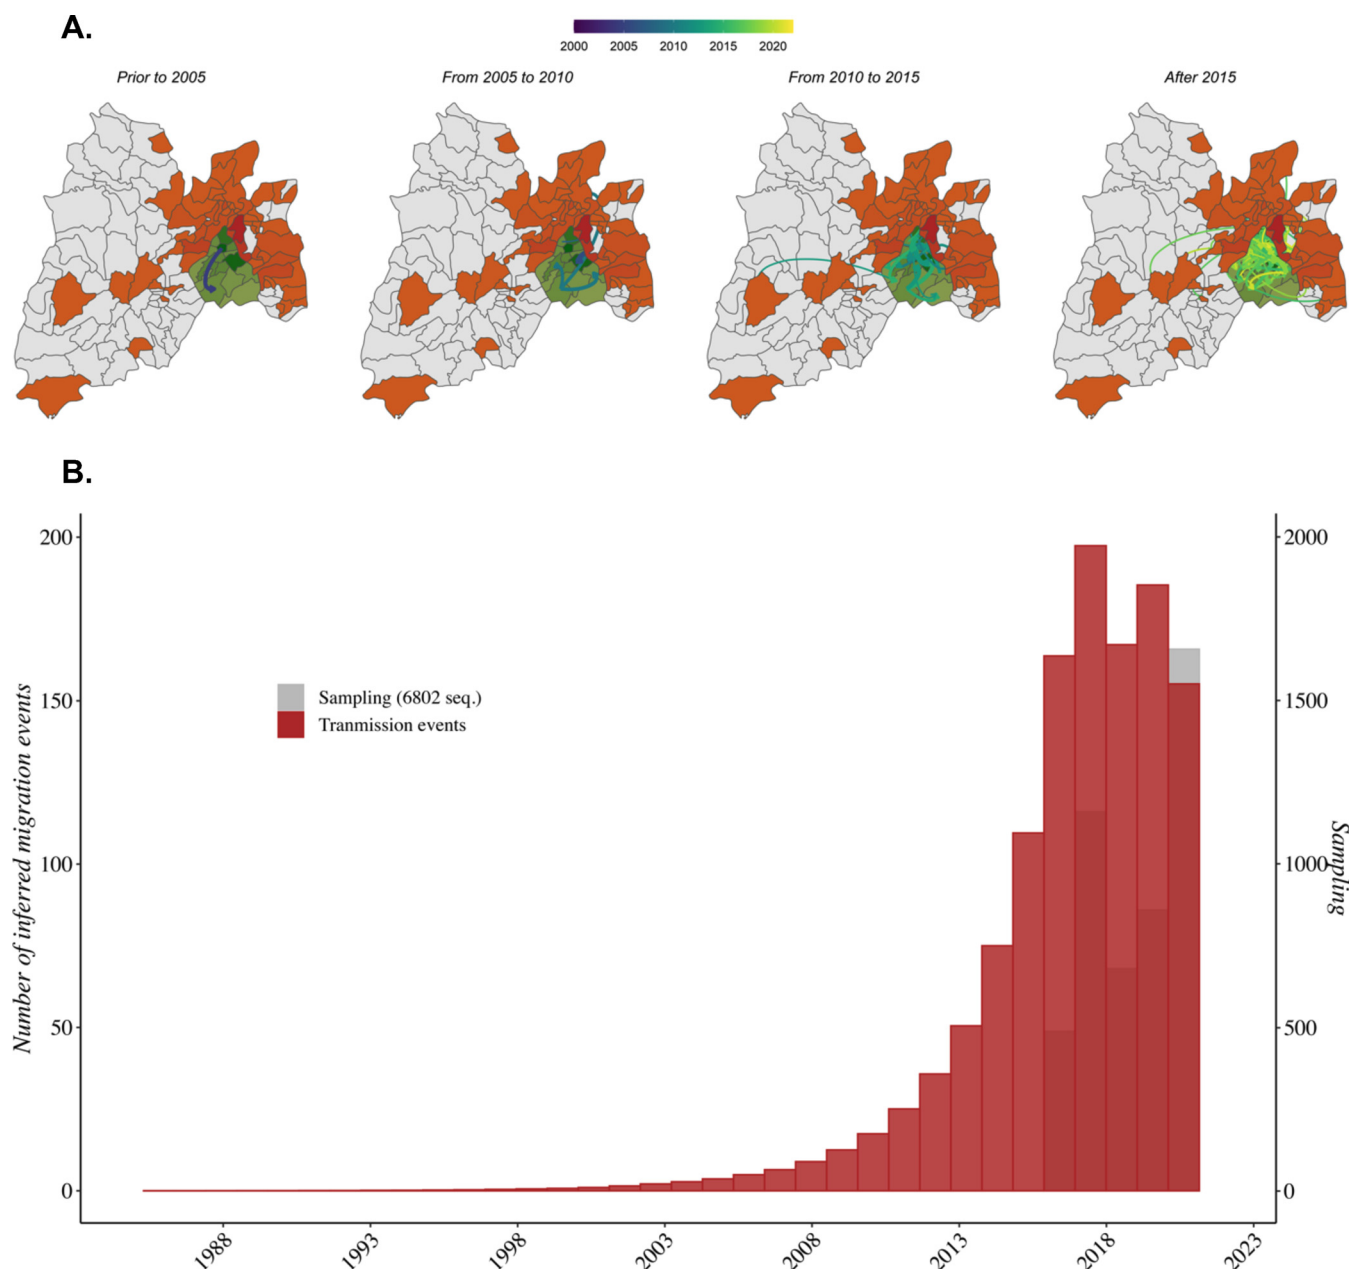 A.
2000 2005 2010 2015 2020
Prior to 2005 From 2005 to 2010 From 2010 to 2015 After 2015
B.
Number of inferred migration events
200
150
100
50
0
Sampling (6802 seq.)
Tranmission events
2000
1500
1000
500
0
Sampling
1988 1993 1998 2003 2008 2013 2018 2023